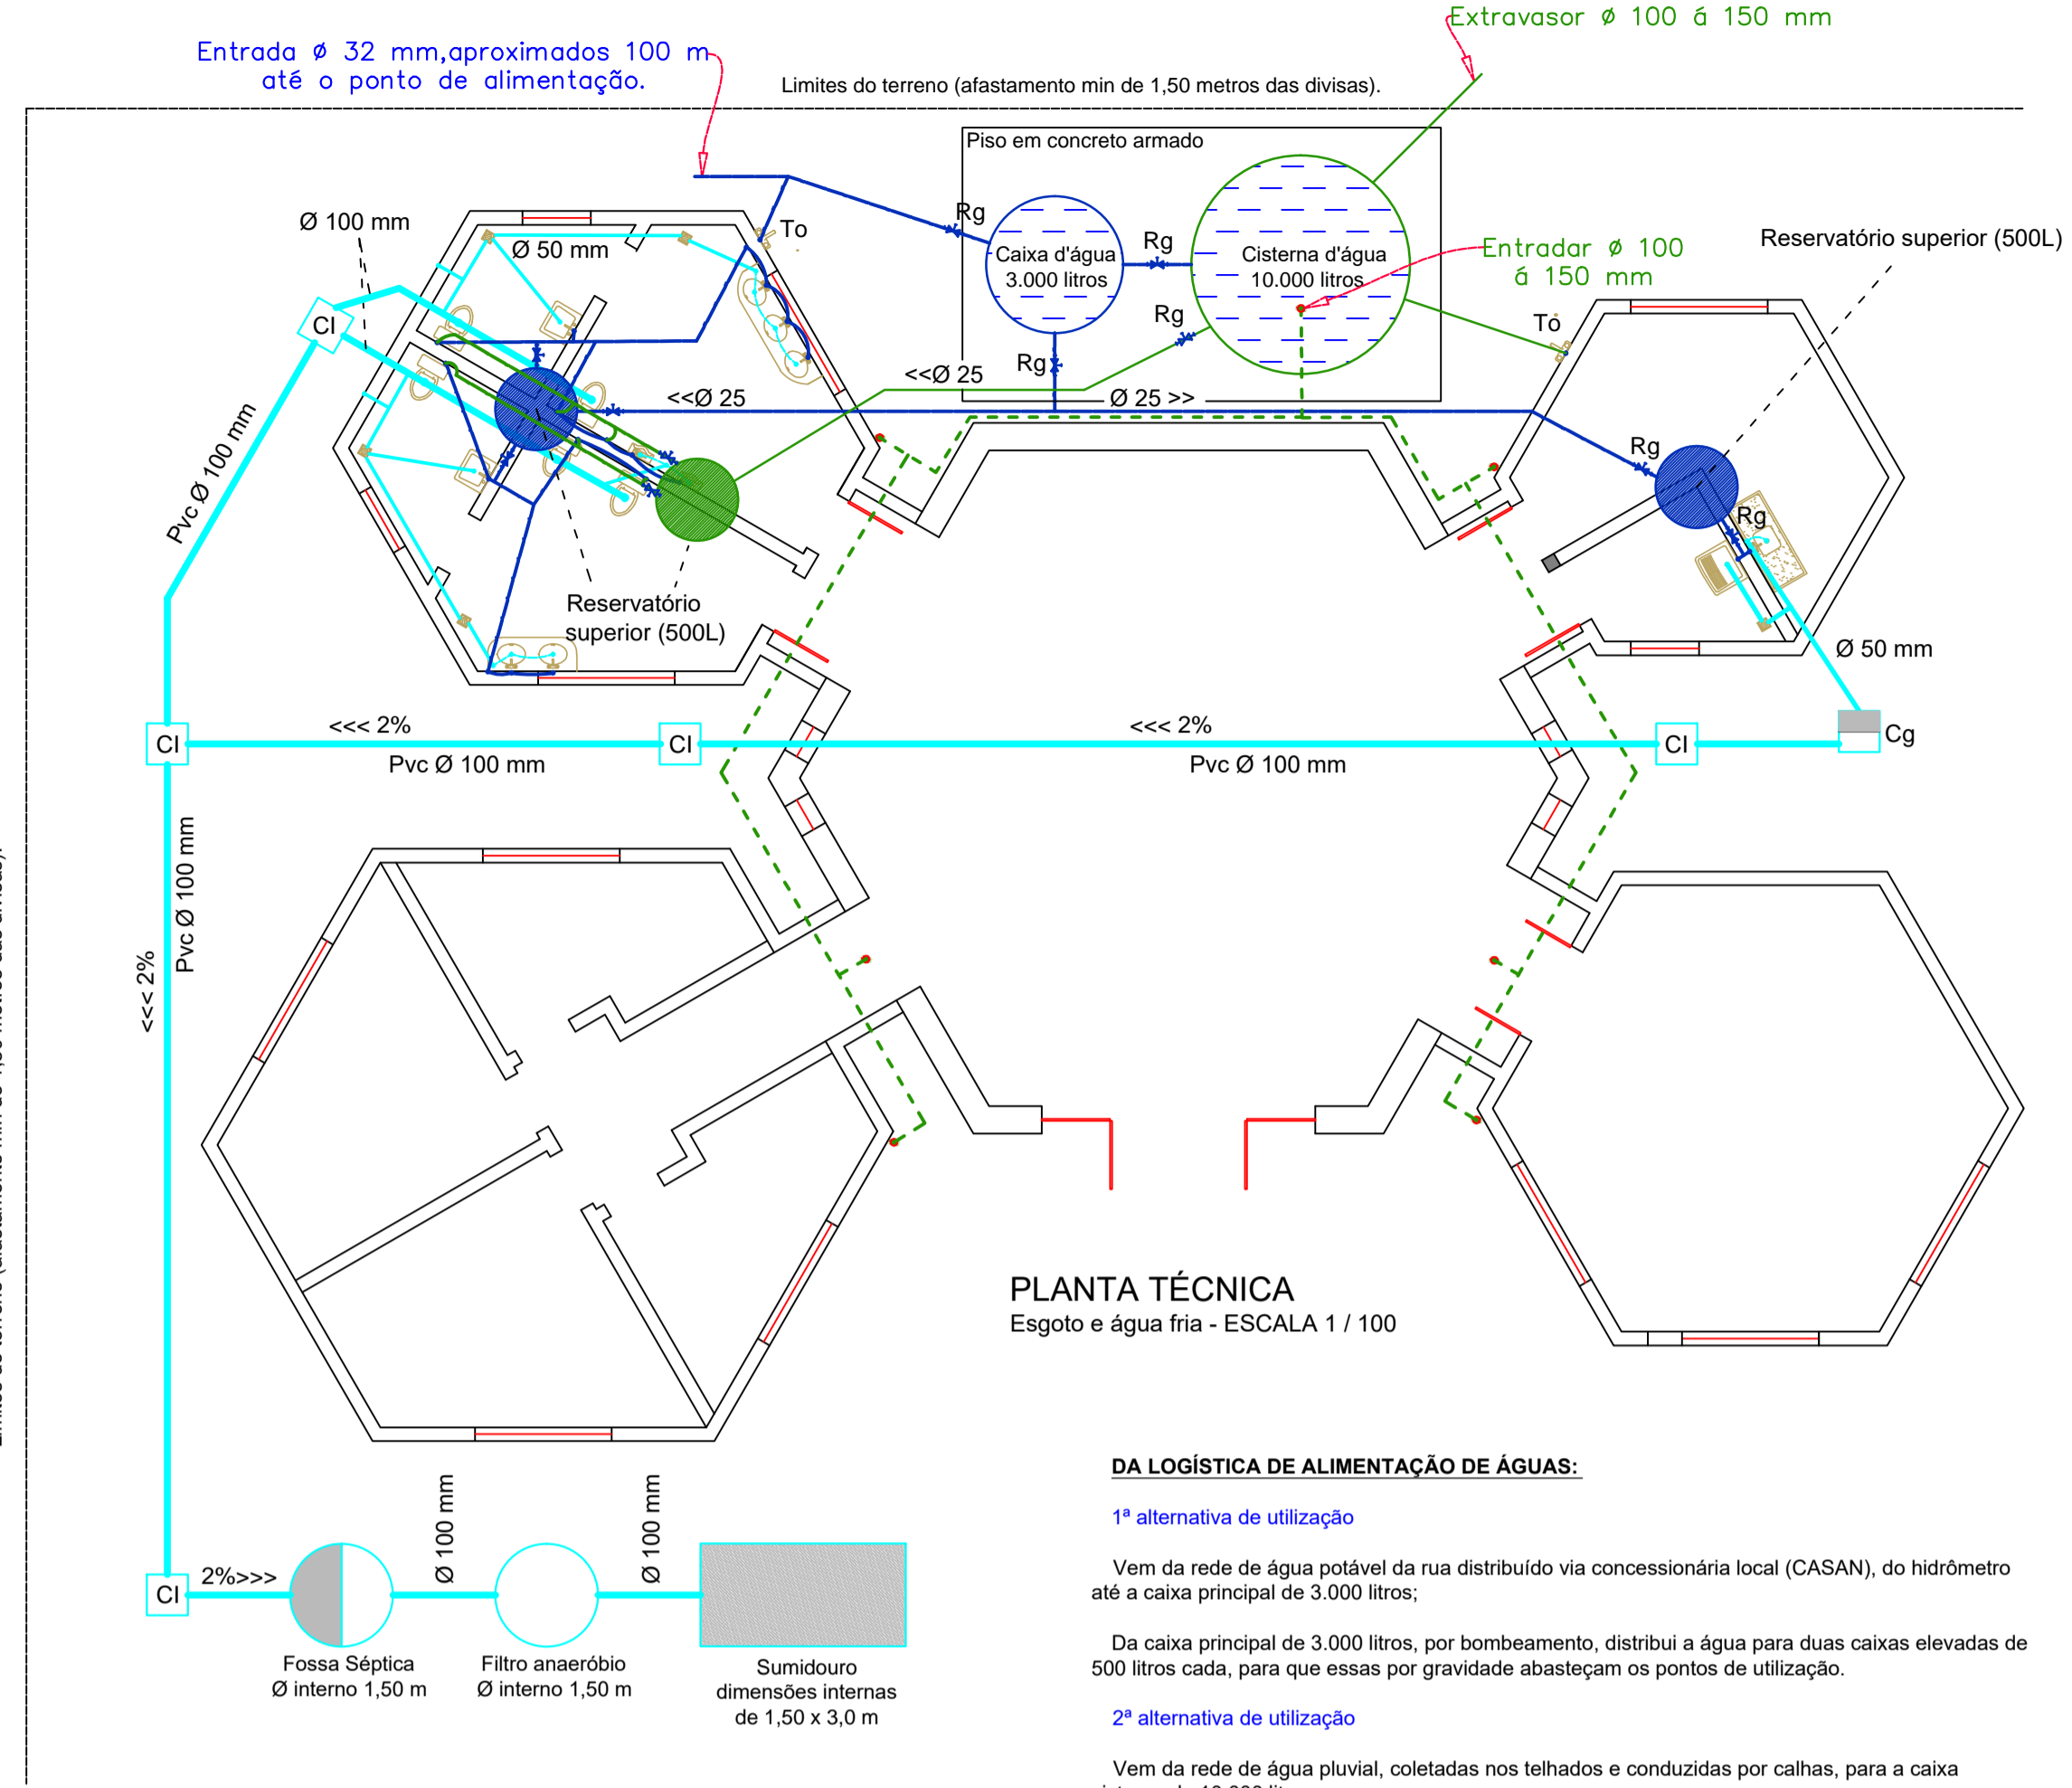 Extravasor Ø 100 á 150 mm
Entrada Ø 32 mm,aproximados 100 m
até o ponto de alimentação.
Limites do terreno (afastamento min de 1,50 metros das divisas).
Piso em concreto armado
Ø 100 mm
Ø 50 mm
To
Rg
Caixa d'água
3.000 litros
Rg
Cisterna d'água
10.000 litros
Entradar Ø 100
á 150 mm
Reservatório superior (500L)
CI
Rg
To
Rg
<<Ø 25
<<Ø 25
Ø 25 >>
Pvc Ø 100 mm
Rg
Rg
Reservatório
superior (500L)
Ø 50 mm
CI
<<< 2%
Pvc Ø 100 mm
CI
<<< 2%
Pvc Ø 100 mm
CI
Cg
<<< 2%
Pvc Ø 100 mm
PLANTA TÉCNICA
Esgoto e água fria - ESCALA 1 / 100
CI
2%>>>
Ø 100 mm
Ø 100 mm
Fossa Séptica
Ø interno 1,50 m
Filtro anaeróbio
Ø interno 1,50 m
Sumidouro
dimensões internas
de 1,50 x 3,0 m
DA LOGÍSTICA DE ALIMENTAÇÃO DE ÁGUAS:
1ª alternativa de utilização
Vem da rede de água potável da rua distribuído via concessionária local (CASAN), do hidrômetro
até a caixa principal de 3.000 litros;
Da caixa principal de 3.000 litros, por bombeamento, distribui a água para duas caixas elevadas de
500 litros cada, para que essas por gravidade abasteçam os pontos de utilização.
2ª alternativa de utilização
Vem da rede de água pluvial, coletadas nos telhados e conduzidas por calhas, para a caixa